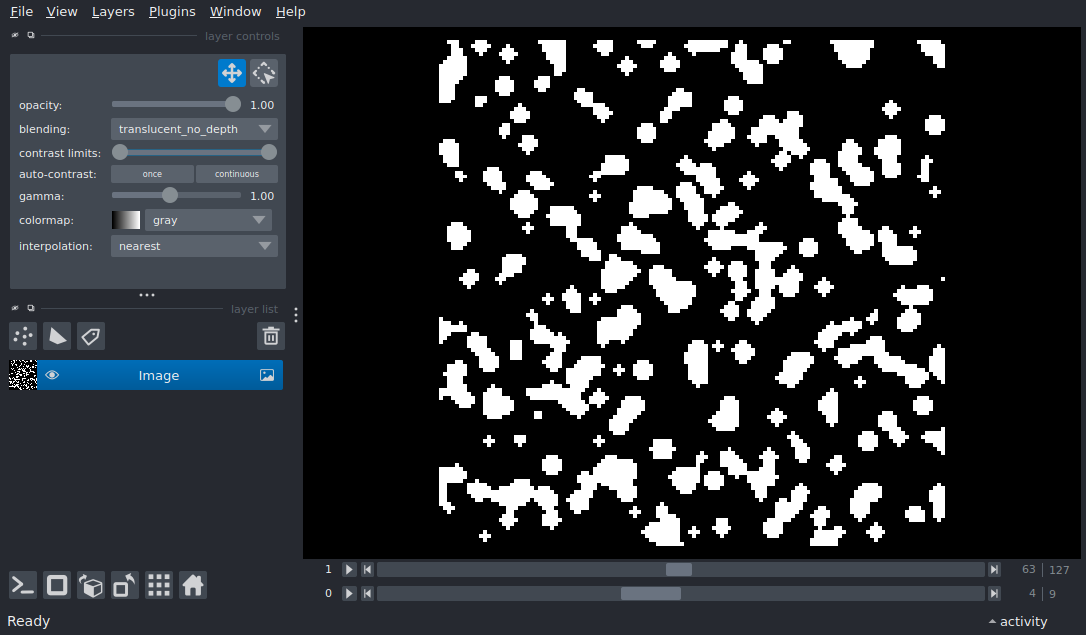 File View Layers Plugins Window Help
layer controls
opacity: 1.00
blending: translucent_no_depth
contrast limits:
auto-contrast: once continuous
gamma: 1.00
colormap: gray
interpolation: nearest
layer list
Image
1 63 127
0 4 9
Ready activity